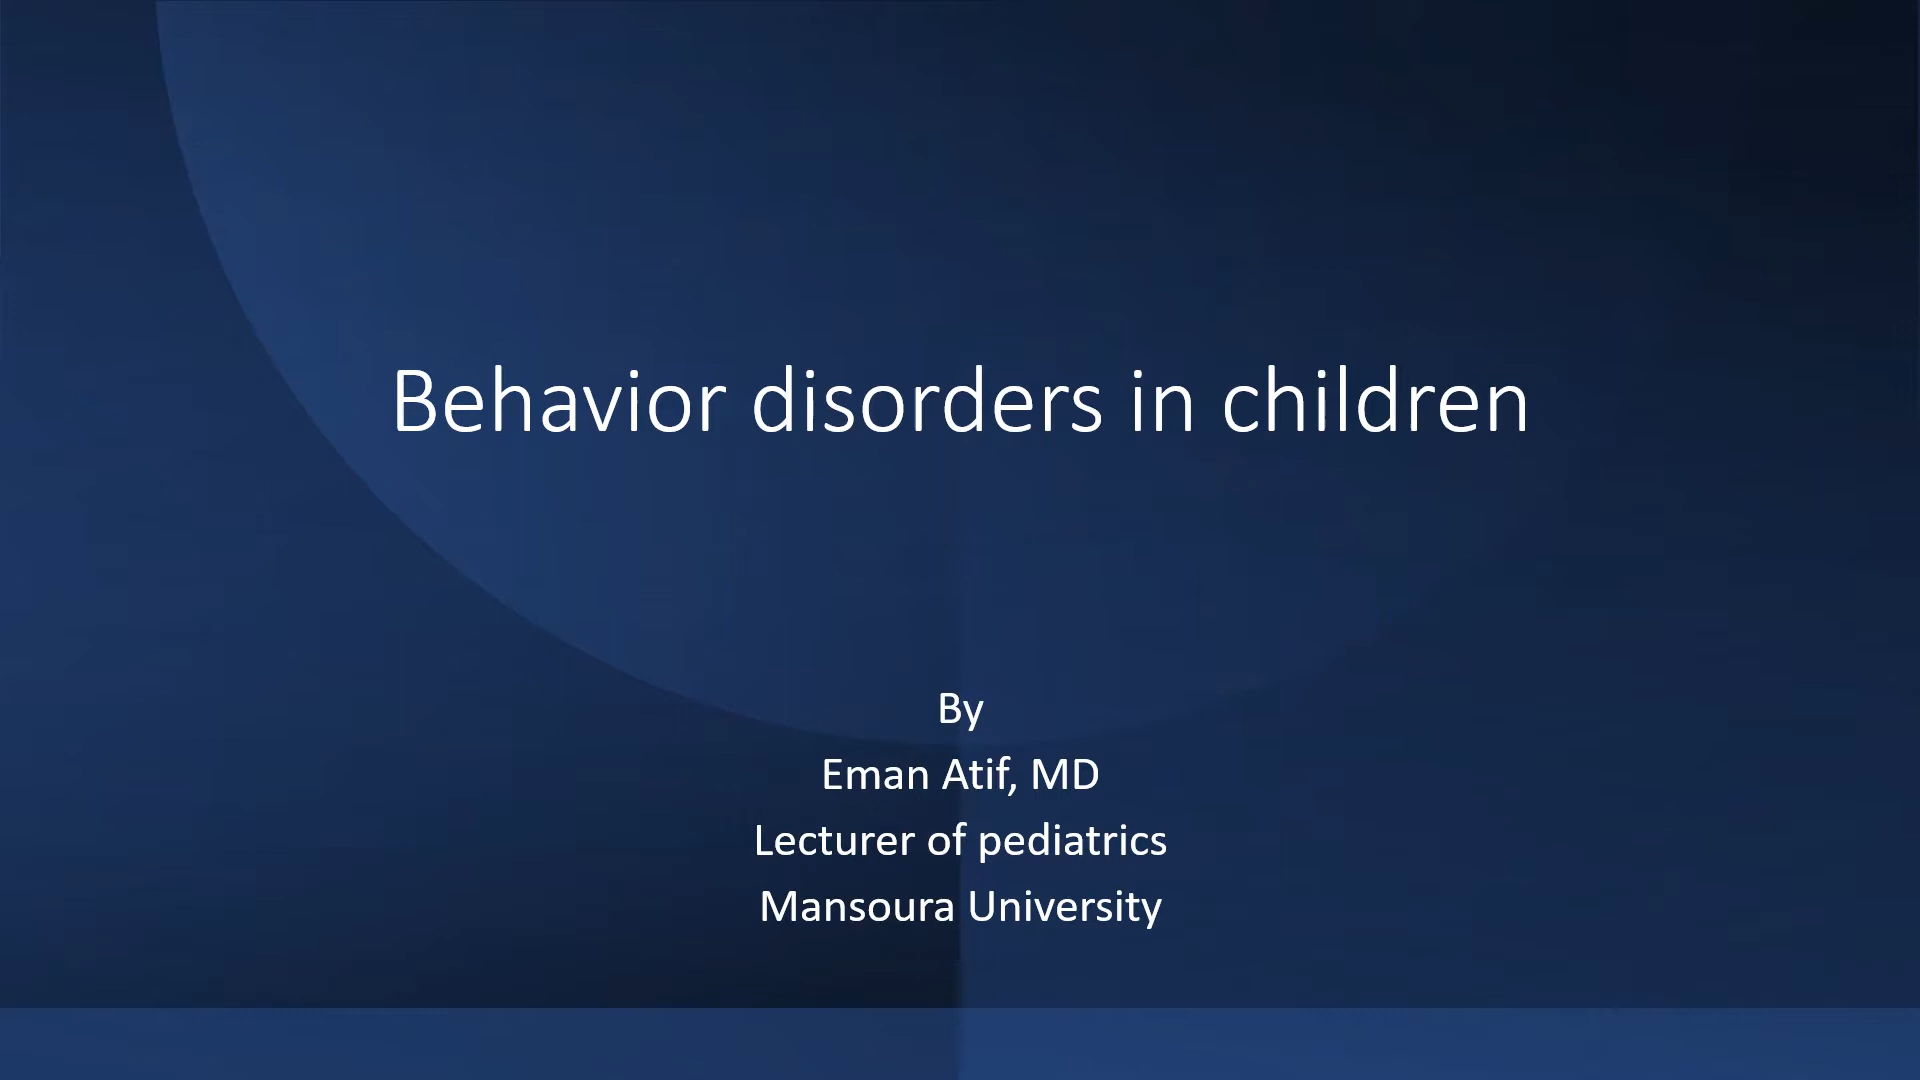 Behavior disorders in children
By
Eman Atif, MD
Lecturer of pediatrics
Mansoura University